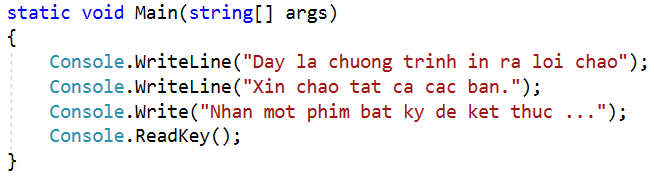 static void Main(string[] args)
{
    Console.WriteLine("Day la chuong trinh in ra loi chao");
    Console.WriteLine("Xin chao tat ca cac ban.");
    Console.Write("Nhan mot phim bat ky de ket thuc ...");
    Console.ReadKey();
}